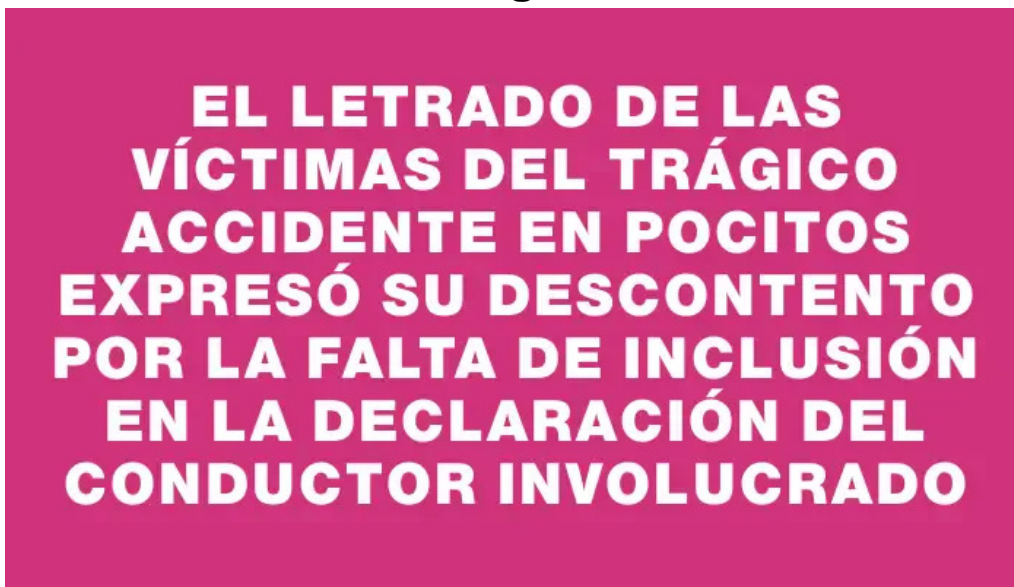 EL LETRADO DE LAS
VÍCTIMAS DEL TRÁGICO
ACCIDENTE EN POCITOS
EXPRESÓ SU DESCONTENTO
POR LA FALTA DE INCLUSIÓN
EN LA DECLARACIÓN DEL
CONDUCTOR INVOLUCRADO